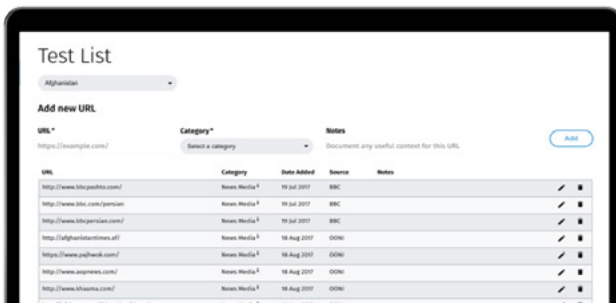 Test List
Afghanistan
Add new URL
URL* Category* Notes
https://example.com/ Select a category Document any useful context for this URL Add
URL Category Date Added Source Notes
http://www.bbcpashto.com/ News Media i 19 Jul 2017 BBC
http://www.bbc.com/persian News Media i 19 Jul 2017 BBC
http://www.bbcpersian.com/ News Media i 19 Jul 2017 BBC
http://afghanistantimes.af/ News Media i 18 Aug 2017 OONI
https://www.pajhwok.com/ News Media i 18 Aug 2017 OONI
http://www.aopnews.com/ News Media i 18 Aug 2017 OONI
http://www.khaama.com/ News Media i 18 Aug 2017 OONI